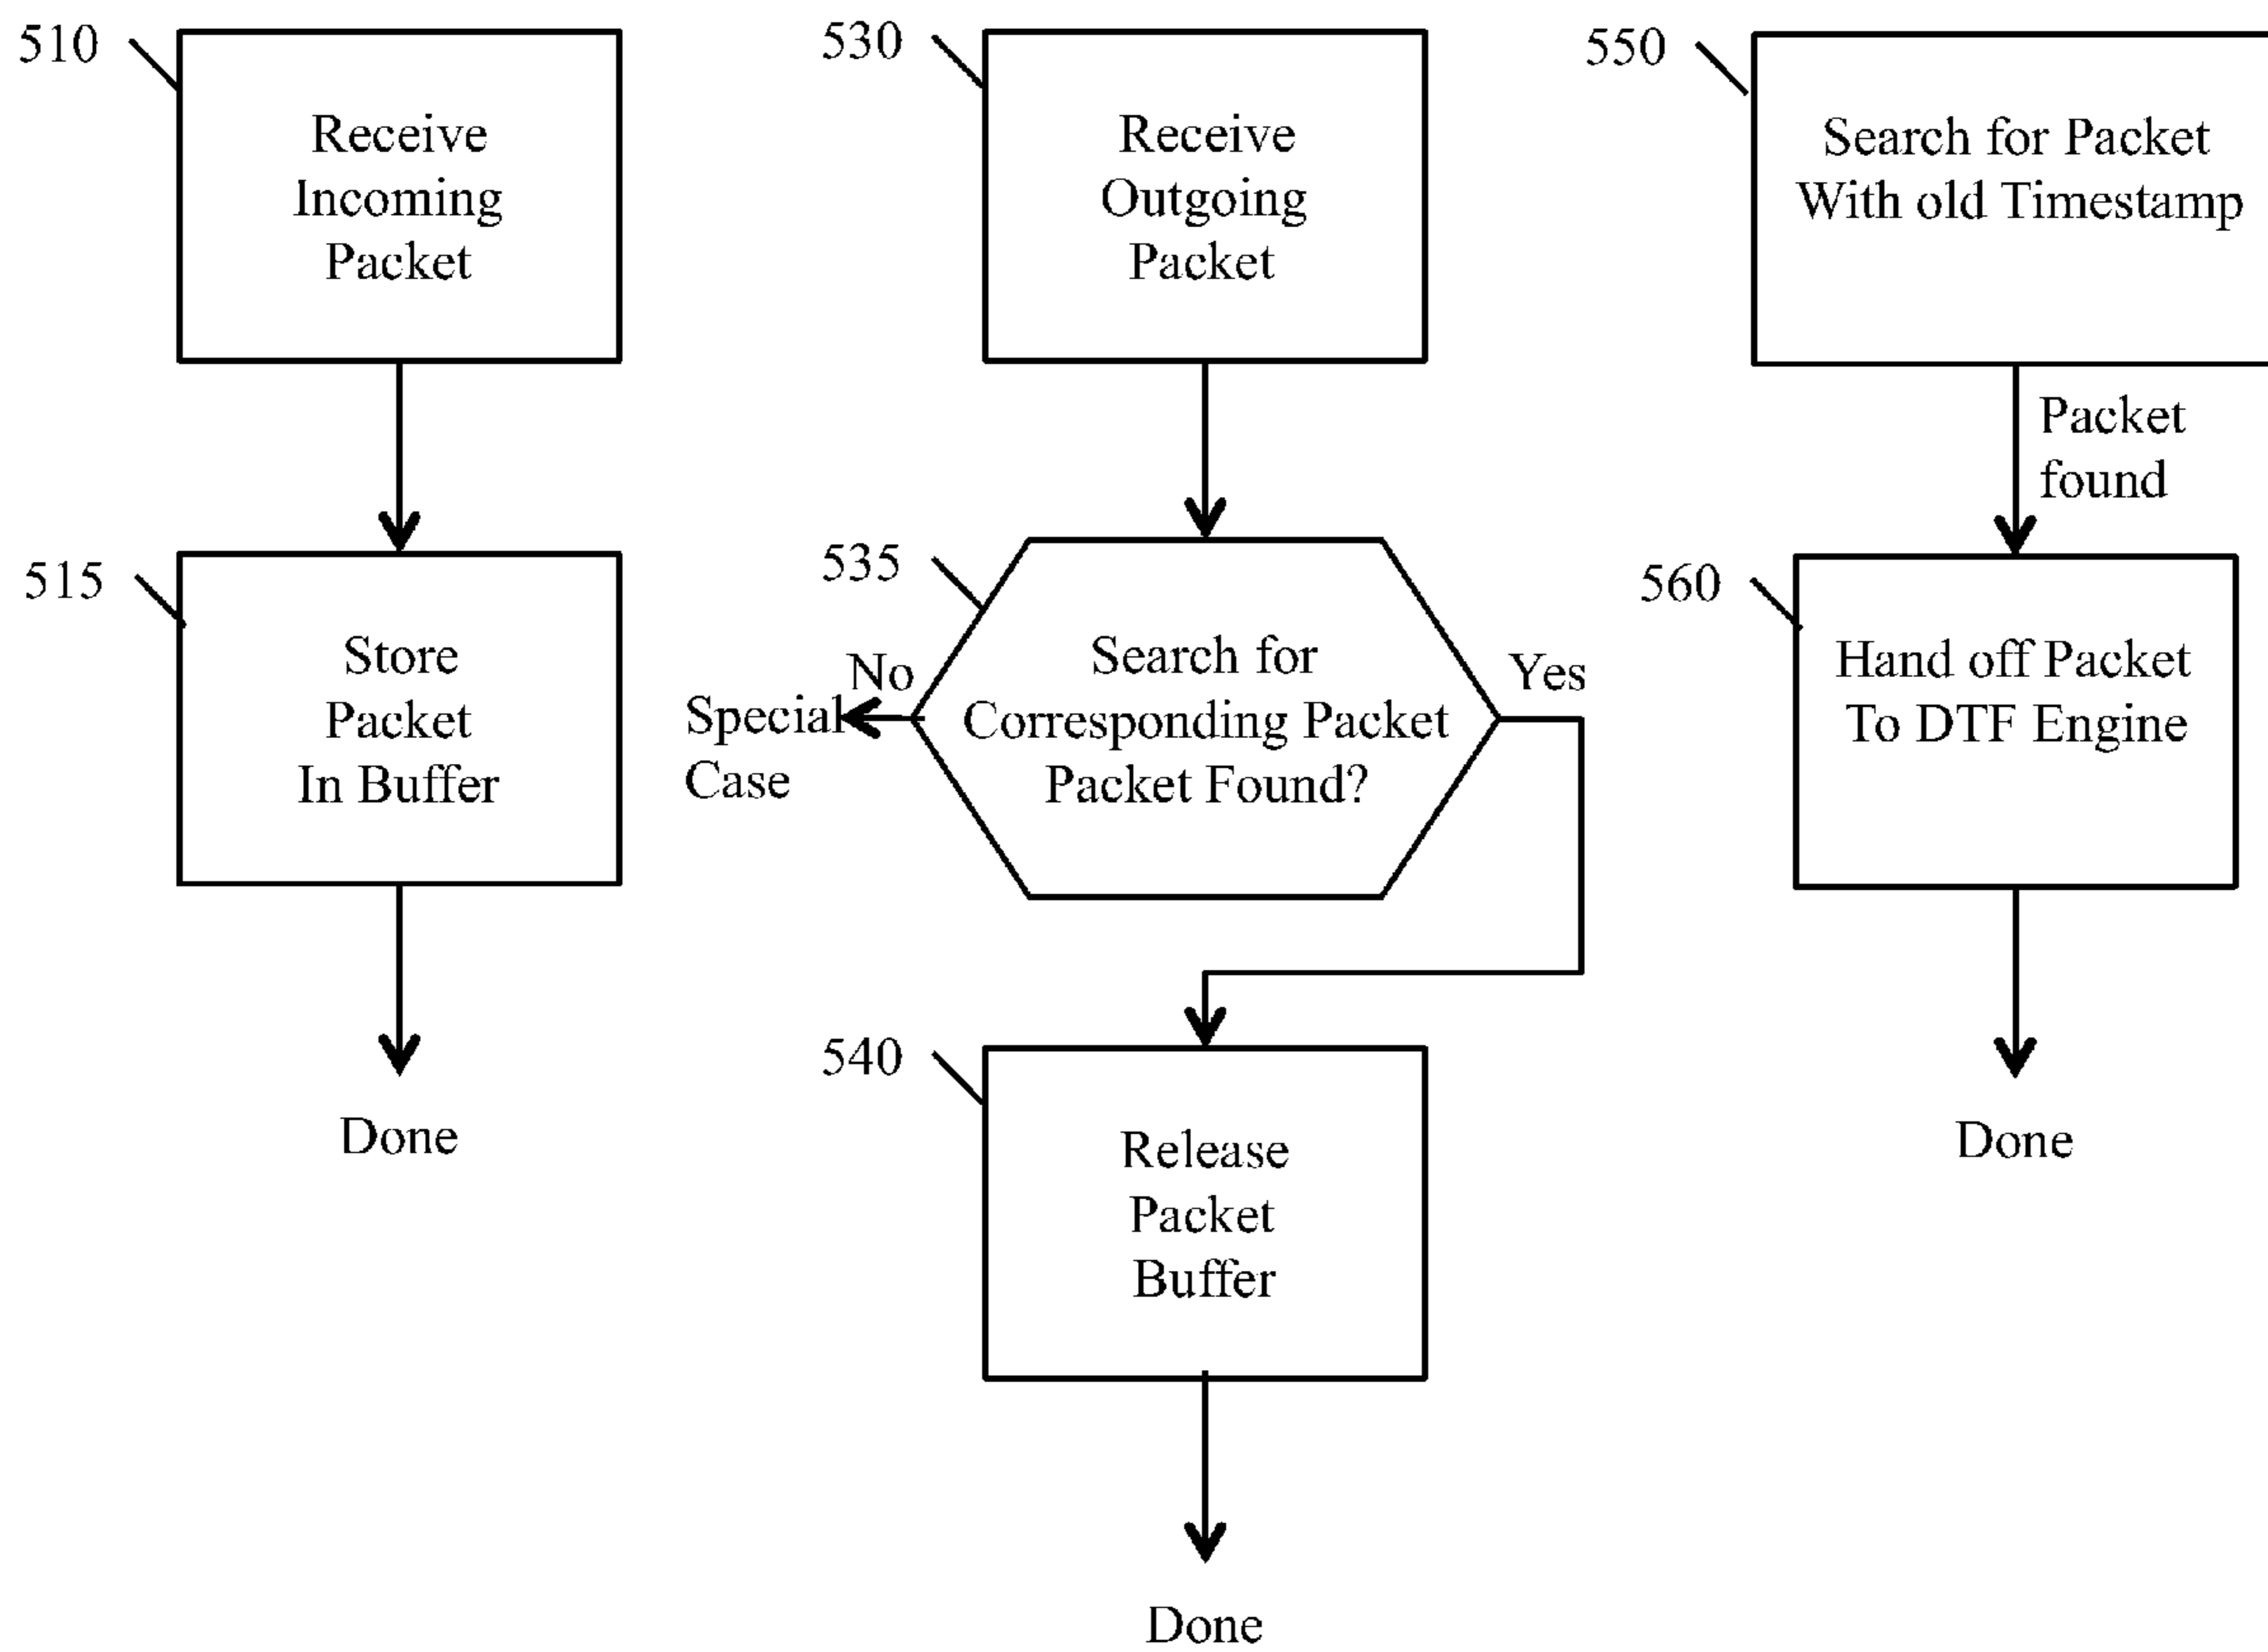 510
Receive
Incoming
Packet
515
Store
Packet
In Buffer
Done
530
Receive
Outgoing
Packet
535
Search for
Corresponding Packet
Packet Found?
No
Special
Case
Yes
540
Release
Packet
Buffer
Done
550
Search for Packet
With old Timestamp
Packet
found
560
Hand off Packet
To DTF Engine
Done